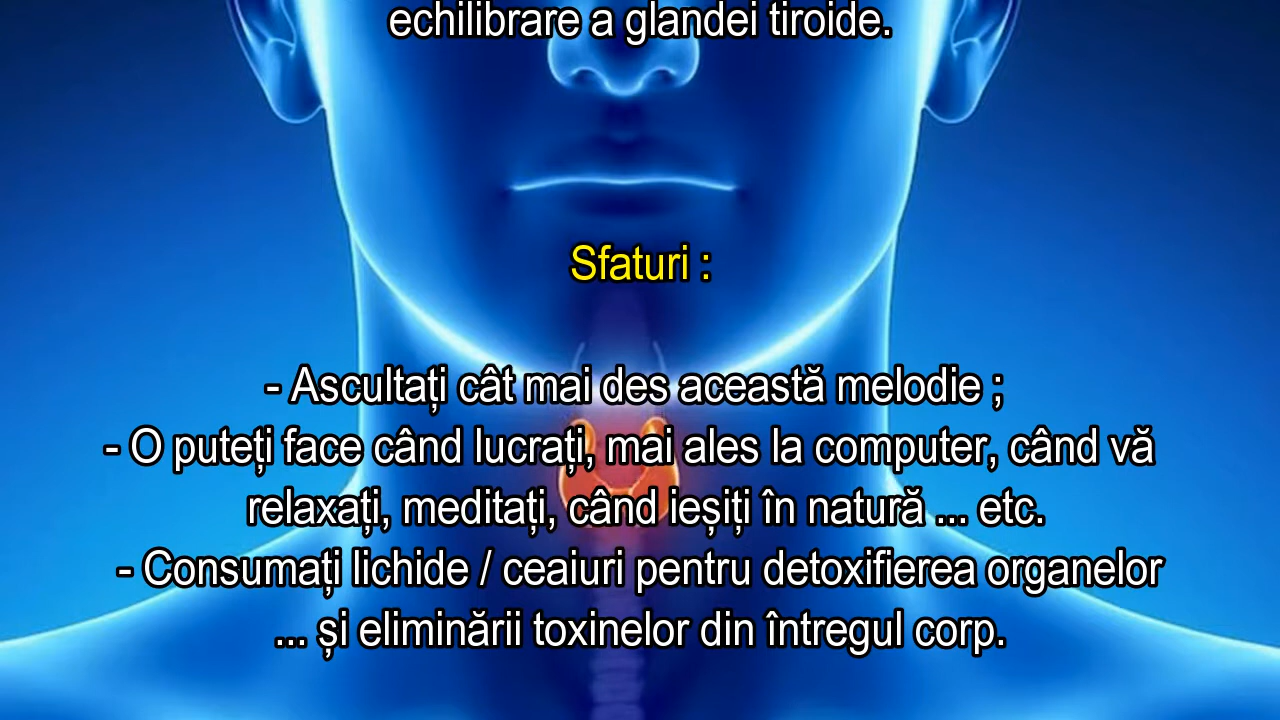 echilibrare a glandei tiroide.
Sfaturi :
- Ascultați cât mai des această melodie ;
- O puteți face când lucrați, mai ales la computer, când vă
relaxați, meditați, când ieșiți în natură ... etc.
- Consumați lichide / ceaiuri pentru detoxifierea organelor
... și eliminării toxinelor din întregul corp.